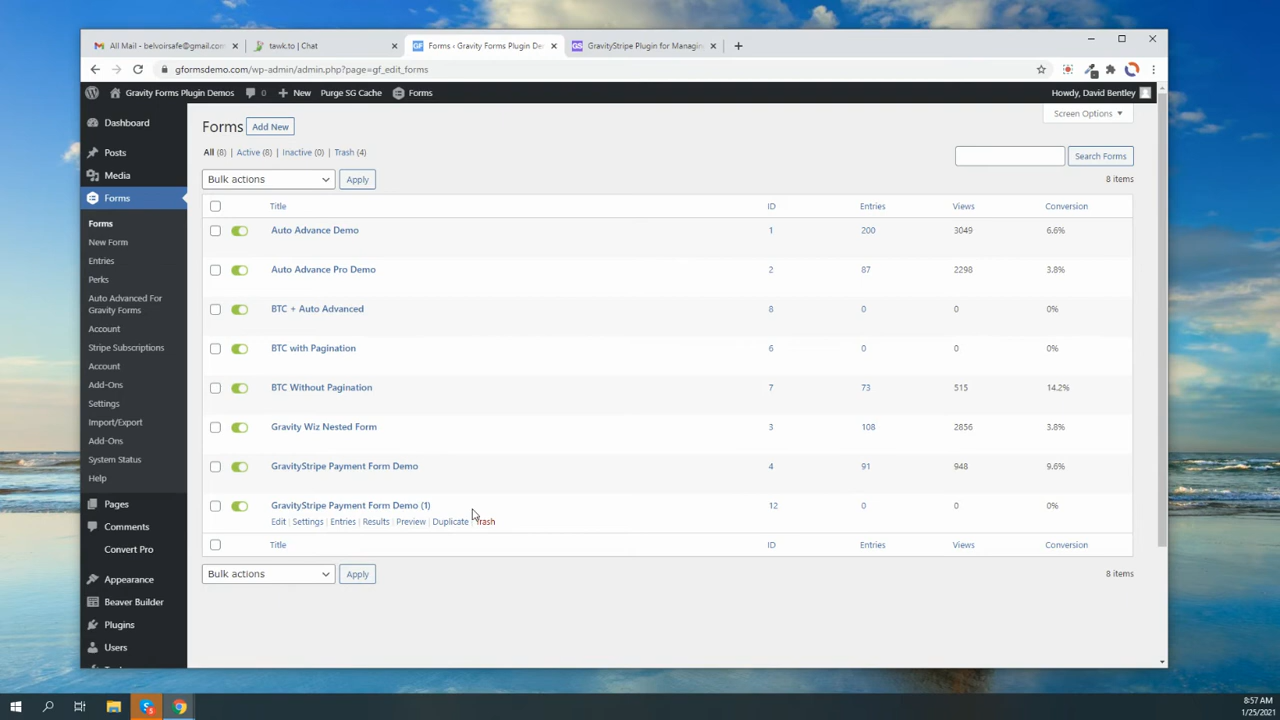 All Mail - belvoirsafe@gmail.com
tawk.to | Chat
Forms ‹ Gravity Forms Plugin De
GravityStripe Plugin for Managin
gformsdemo.com/wp-admin/admin.php?page=gf_edit_forms
Gravity Forms Plugin Demos 0 New Purge SG Cache Forms Howdy, David Bentley
Dashboard
Posts
Media
Forms
Forms
New Form
Entries
Perks
Auto Advanced For
Gravity Forms
Account
Stripe Subscriptions
Account
Add-Ons
Settings
Import/Export
Add-Ons
System Status
Help
Pages
Comments
Convert Pro
Appearance
Beaver Builder
Plugins
Users
Screen Options
Forms Add New
All (8) | Active (8) | Inactive (0) | Trash (4)
Search Forms
Bulk actions Apply 8 items
Title ID Entries Views Conversion
Auto Advance Demo 1 200 3049 6.6%
Auto Advance Pro Demo 2 87 2298 3.8%
BTC + Auto Advanced 8 0 0 0%
BTC with Pagination 6 0 0 0%
BTC Without Pagination 7 73 515 14.2%
Gravity Wiz Nested Form 3 108 2856 3.8%
GravityStripe Payment Form Demo 4 91 948 9.6%
GravityStripe Payment Form Demo (1) 12 0 0 0%
Edit | Settings | Entries | Results | Preview | Duplicate | Trash
Title ID Entries Views Conversion
Bulk actions Apply 8 items
8:57 AM
1/25/2021